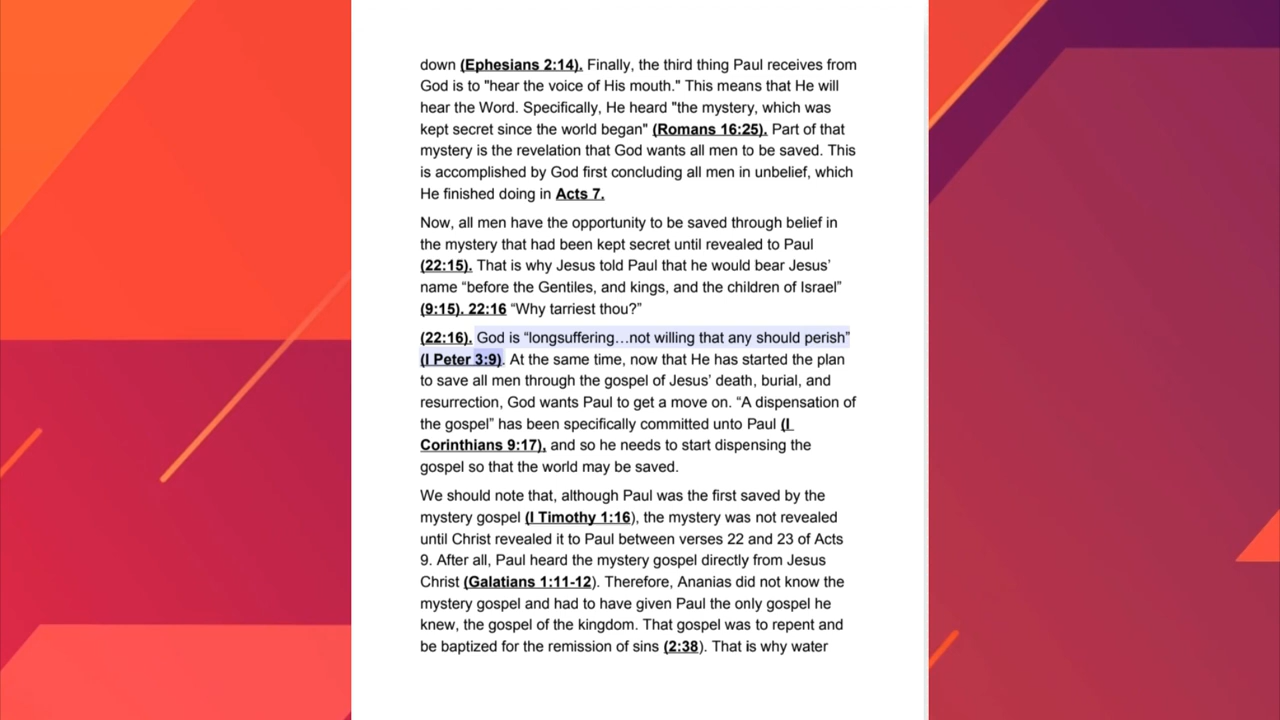 down (Ephesians 2:14). Finally, the third thing Paul receives from
God is to "hear the voice of His mouth." This means that He will
hear the Word. Specifically, He heard "the mystery, which was
kept secret since the world began" (Romans 16:25). Part of that
mystery is the revelation that God wants all men to be saved. This
is accomplished by God first concluding all men in unbelief, which
He finished doing in Acts 7.
Now, all men have the opportunity to be saved through belief in
the mystery that had been kept secret until revealed to Paul
(22:15). That is why Jesus told Paul that he would bear Jesus’
name “before the Gentiles, and kings, and the children of Israel”
(9:15). 22:16 “Why tarriest thou?”
(22:16). God is “longsuffering…not willing that any should perish”
(I Peter 3:9). At the same time, now that He has started the plan
to save all men through the gospel of Jesus’ death, burial, and
resurrection, God wants Paul to get a move on. “A dispensation of
the gospel” has been specifically committed unto Paul (I
Corinthians 9:17), and so he needs to start dispensing the
gospel so that the world may be saved.
We should note that, although Paul was the first saved by the
mystery gospel (I Timothy 1:16), the mystery was not revealed
until Christ revealed it to Paul between verses 22 and 23 of Acts
9. After all, Paul heard the mystery gospel directly from Jesus
Christ (Galatians 1:11-12). Therefore, Ananias did not know the
mystery gospel and had to have given Paul the only gospel he
knew, the gospel of the kingdom. That gospel was to repent and
be baptized for the remission of sins (2:38). That is why water